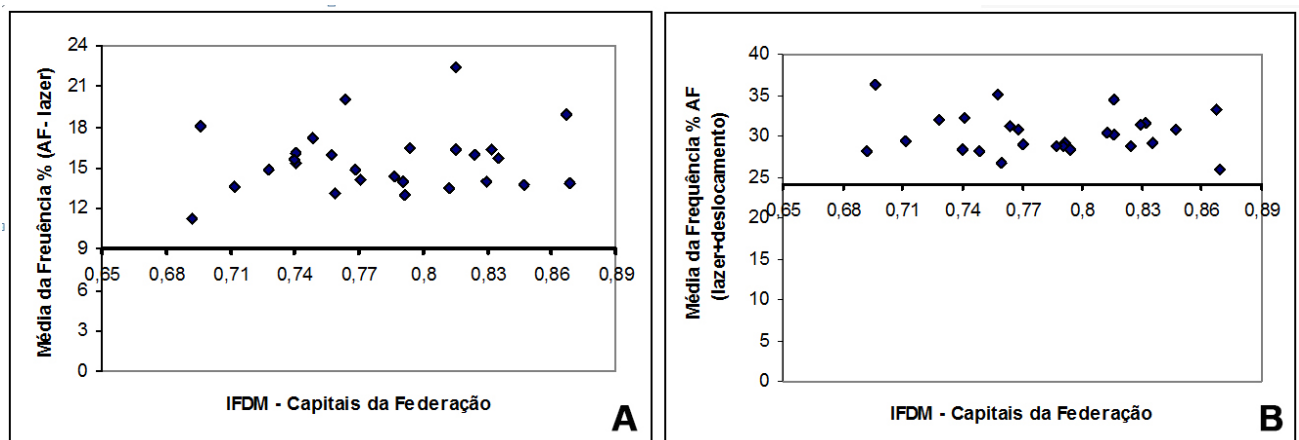 Média da Freuência % (AF- lazer)
24
21
18
15
12
9
6
3
0
0,65 0,68 0,71 0,74 0,77 0,8 0,83 0,86 0,89
IFDM - Capitais da Federação
A
Média da Frequência % AF
(lazer+deslocamento)
40
35
30
25
20
15
10
5
0
0,65 0,68 0,71 0,74 0,77 0,8 0,83 0,86 0,89
IFDM - Capitais da Federação
B